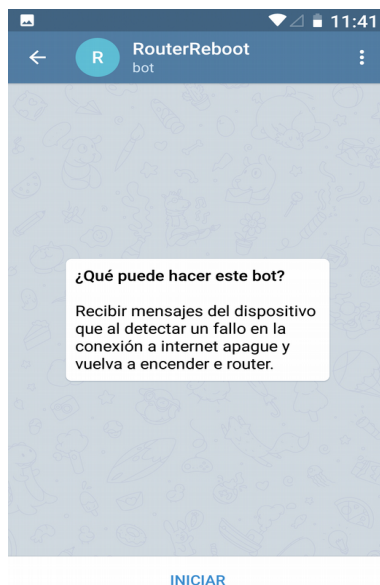 11:41
R
RouterReboot
bot
¿Qué puede hacer este bot?
Recibir mensajes del dispositivo
que al detectar un fallo en la
conexión a internet apague y
vuelva a encender e router.
INICIAR